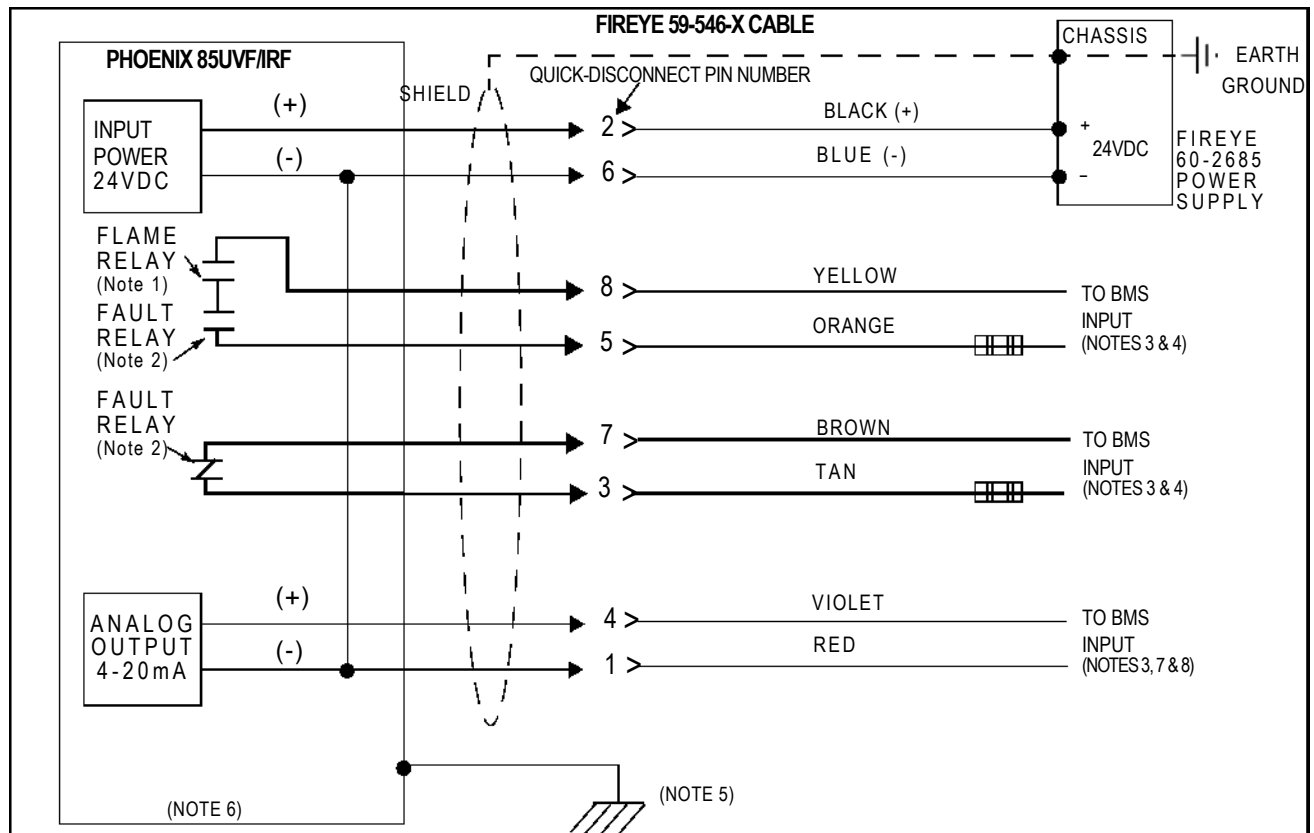 FIREYE 59-546-X CABLE
PHOENIX 85UVF/IRF
CHASSIS
EARTH
GROUND
QUICK-DISCONNECT PIN NUMBER
SHIELD
INPUT
POWER
24VDC
(+)
(-)
2
6
BLACK (+)
BLUE (-)
+
24VDC
-
FIREYE
60-2685
POWER
SUPPLY
FLAME
RELAY
(Note 1)
FAULT
RELAY
(Note 2)
8
5
YELLOW
ORANGE
TO BMS
INPUT
(NOTES 3 & 4)
FAULT
RELAY
(Note 2)
7
3
BROWN
TAN
TO BMS
INPUT
(NOTES 3 & 4)
ANALOG
OUTPUT
4-20mA
(+)
(-)
4
1
VIOLET
RED
TO BMS
INPUT
(NOTES 3, 7 & 8)
(NOTE 6)
(NOTE 5)